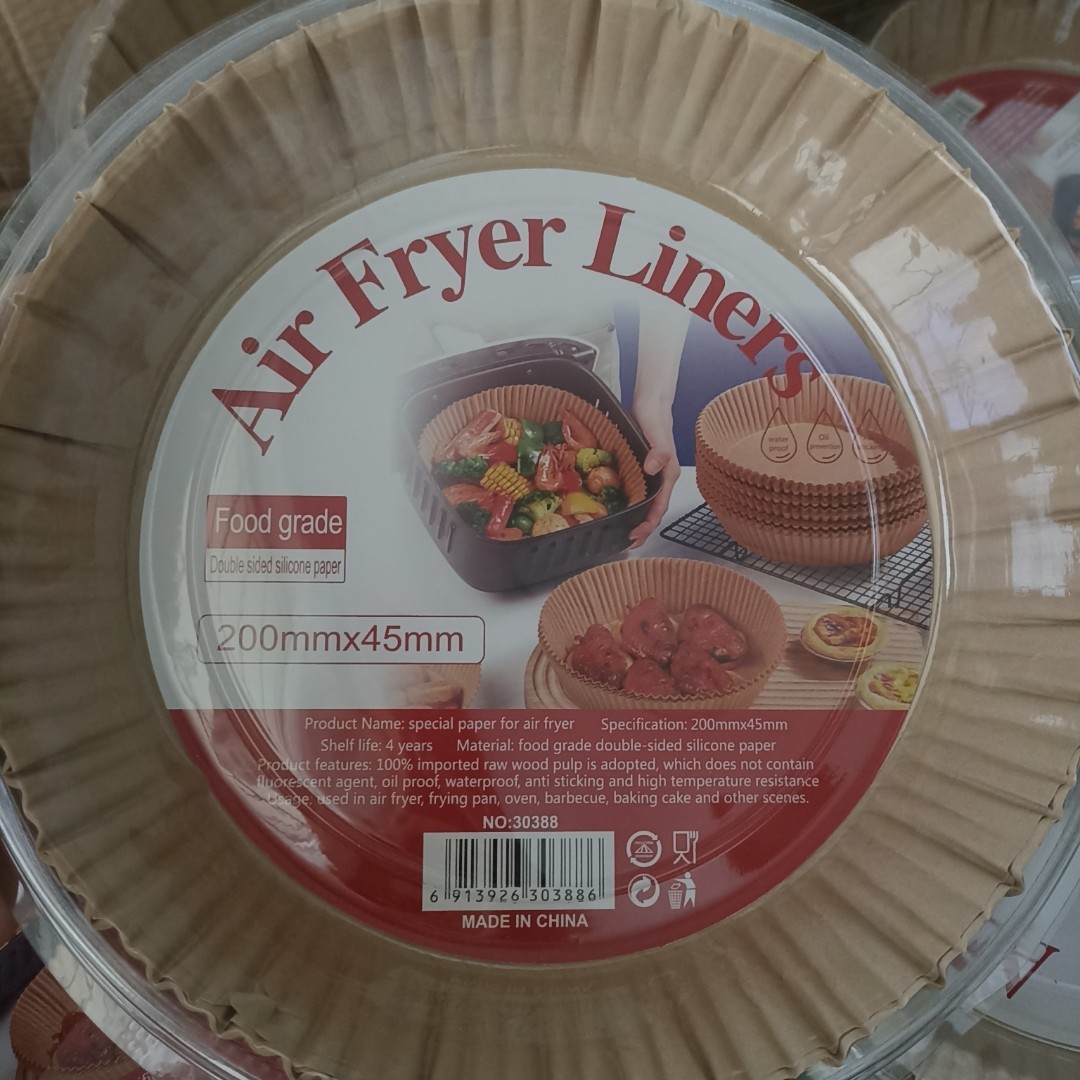 Air Fryer Liners
water
proof
Oil
prevention
Food grade
Double sided silicone paper
200mmx45mm
Product Name: special paper for air fryer Specification: 200mmx45mm
Shelf life: 4 years Material: food grade double-sided silicone paper
Product features: 100% imported raw wood pulp is adopted, which does not contain
fluorescent agent, oil proof, waterproof, anti sticking and high temperature resistance
Usage: used in air fryer, frying pan, oven, barbecue, baking cake and other scenes.
NO:30388
6 913926 303886
MADE IN CHINA